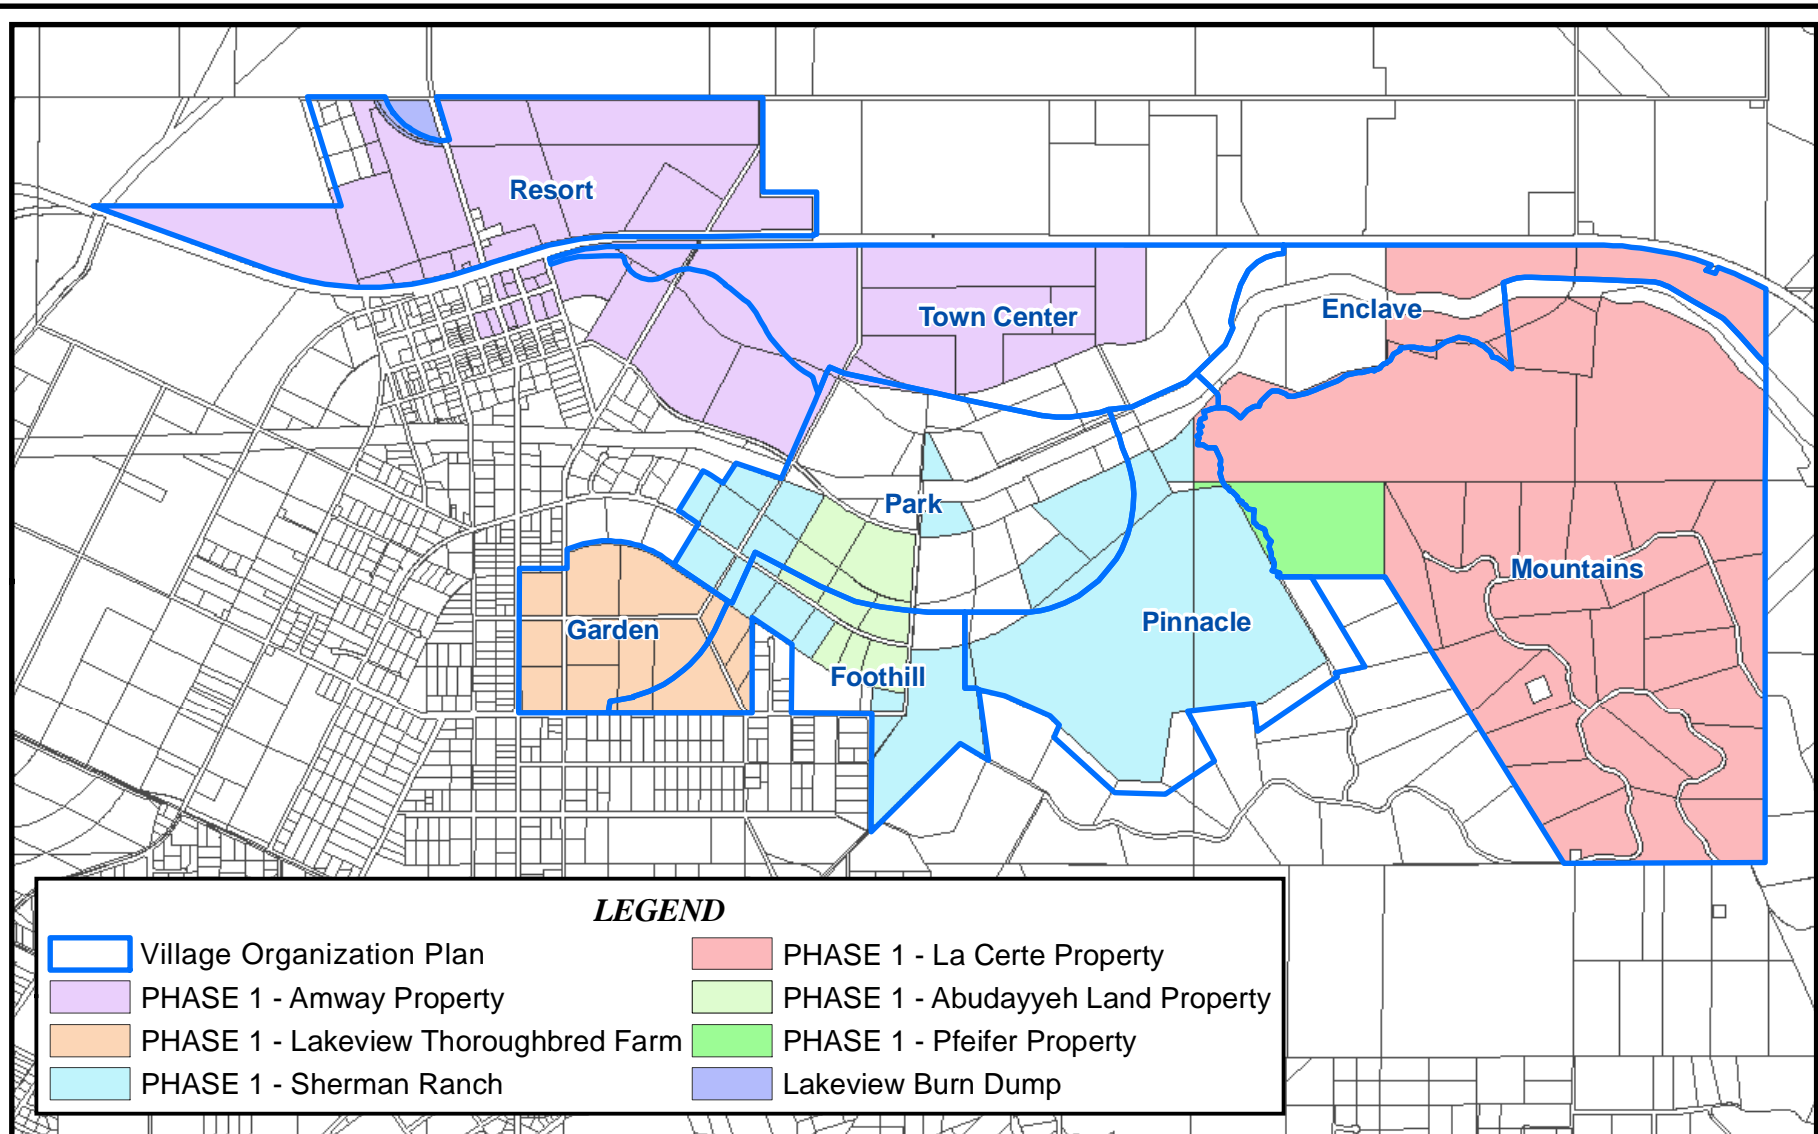 Resort
Town Center
Enclave
Park
Mountains
Garden
Pinnacle
Foothill
LEGEND
Village Organization Plan
PHASE 1 - Amway Property
PHASE 1 - Lakeview Thoroughbred Farm
PHASE 1 - Sherman Ranch
PHASE 1 - La Certe Property
PHASE 1 - Abudayyeh Land Property
PHASE 1 - Pfeifer Property
Lakeview Burn Dump